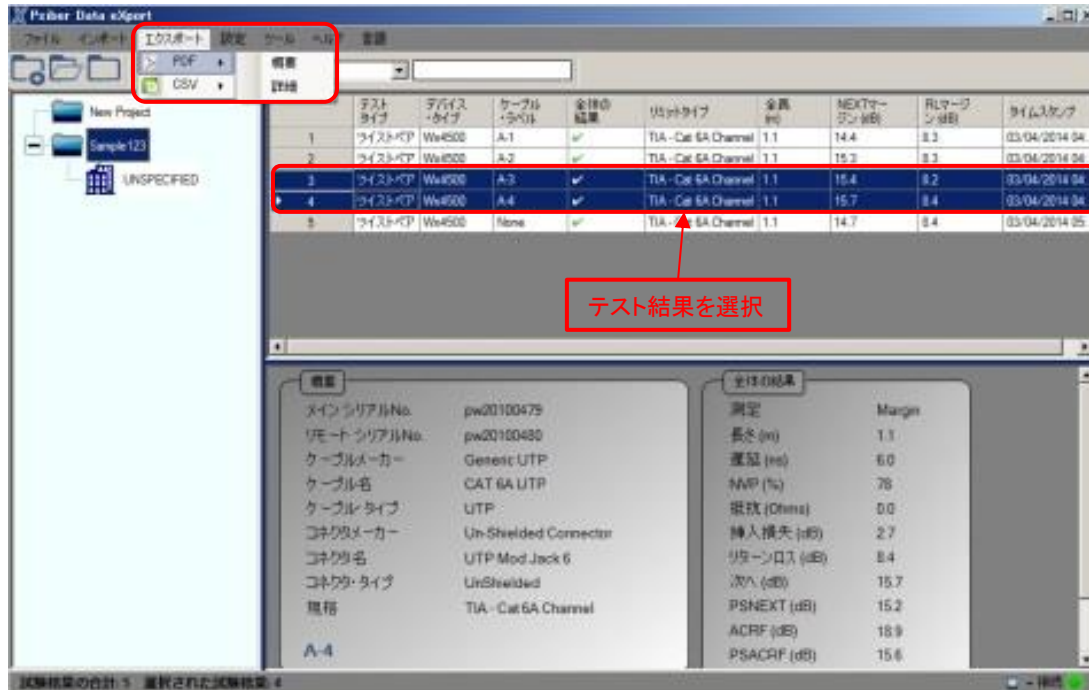 Psiber Data eXport
ファイル インポート エクスポート 設定 ツール ヘルプ 言語
PDF 概要
CSV 詳細
New Project
Sample123
UNSPECIFIED
テスト タイプ デバイス ・タイプ ケーブル ・ラベル 全体の 結果 リミットタイプ 全長 (m) NEXTマー ジン (dB) RLマージ ン (dB) タイムスタンプ
1 ツイストペア Wx4500 A-1 ✓ TIA - Cat 6A Channel 1.1 14.4 8.3 03/04/2014 04:
2 ツイストペア Wx4500 A-2 ✓ TIA - Cat 6A Channel 1.1 15.3 8.3 03/04/2014 04:
3 ツイストペア Wx4500 A-3 ✓ TIA - Cat 6A Channel 1.1 15.4 8.2 03/04/2014 04:
4 ツイストペア Wx4500 A-4 ✓ TIA - Cat 6A Channel 1.1 15.7 8.4 03/04/2014 04:
5 ツイストペア Wx4500 None ✓ TIA - Cat 6A Channel 1.1 14.7 8.4 03/04/2014 05:
テスト結果を選択
概要
メイン シリアルNo. pw20100479
リモート シリアルNo. pw20100480
ケーブルメーカー Generic UTP
ケーブル名 CAT 6A UTP
ケーブル・タイプ UTP
コネクタメーカー Un-Shielded Connector
コネクタ名 UTP Mod Jack 6
コネクタ・タイプ UnShielded
規格 TIA - Cat 6A Channel
A-4
全体の結果
測定 Margin
長さ (m) 1.1
遅延 (ns) 6.0
NVP (%) 78
抵抗 (Ohms) 0.0
挿入損失 (dB) 2.7
リターンロス (dB) 8.4
次へ (dB) 15.7
PSNEXT (dB) 15.2
ACRF (dB) 18.9
PSACRF (dB) 15.6
試験結果の合計: 5 選択された試験結果: 4
- 接続